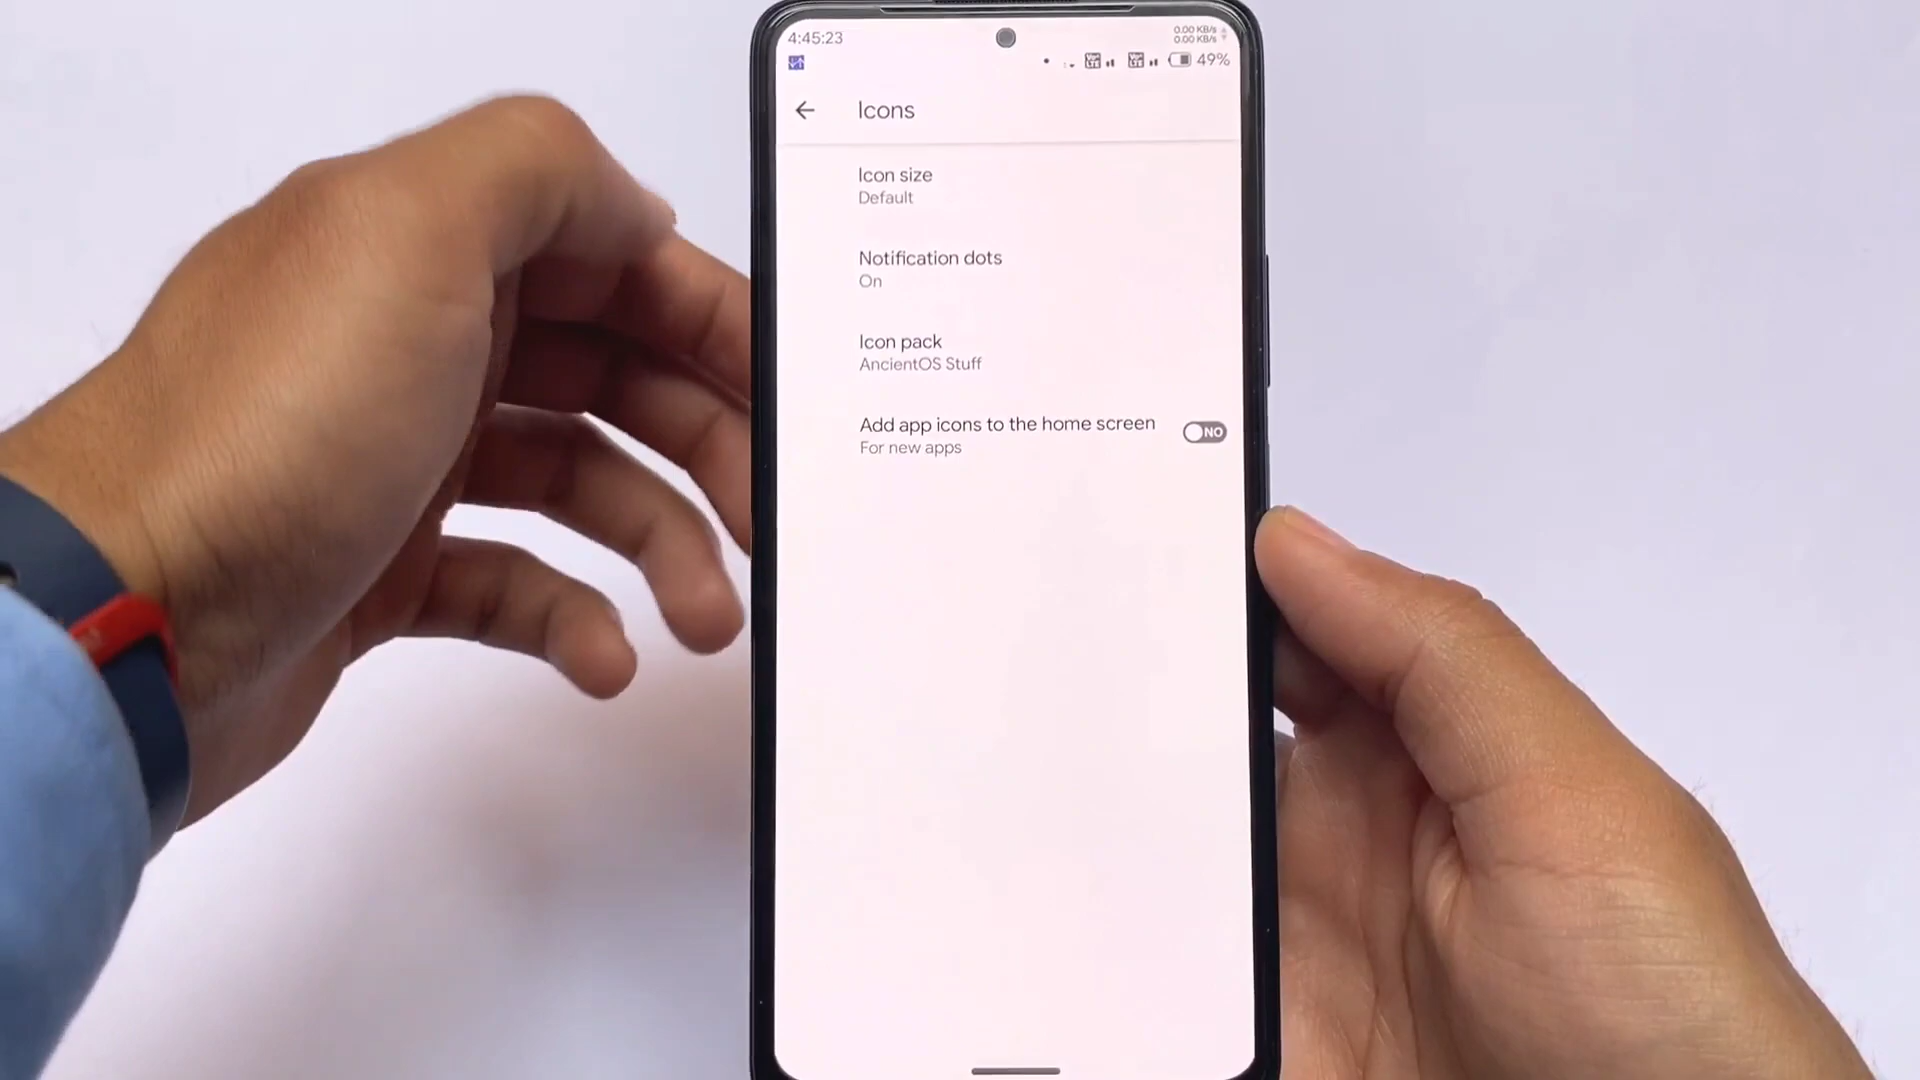 4:45:23
0.00 KB/s
0.00 KB/s
49%
Icons
Icon size
Default
Notification dots
On
Icon pack
AncientOS Stuff
Add app icons to the home screen
NO
For new apps